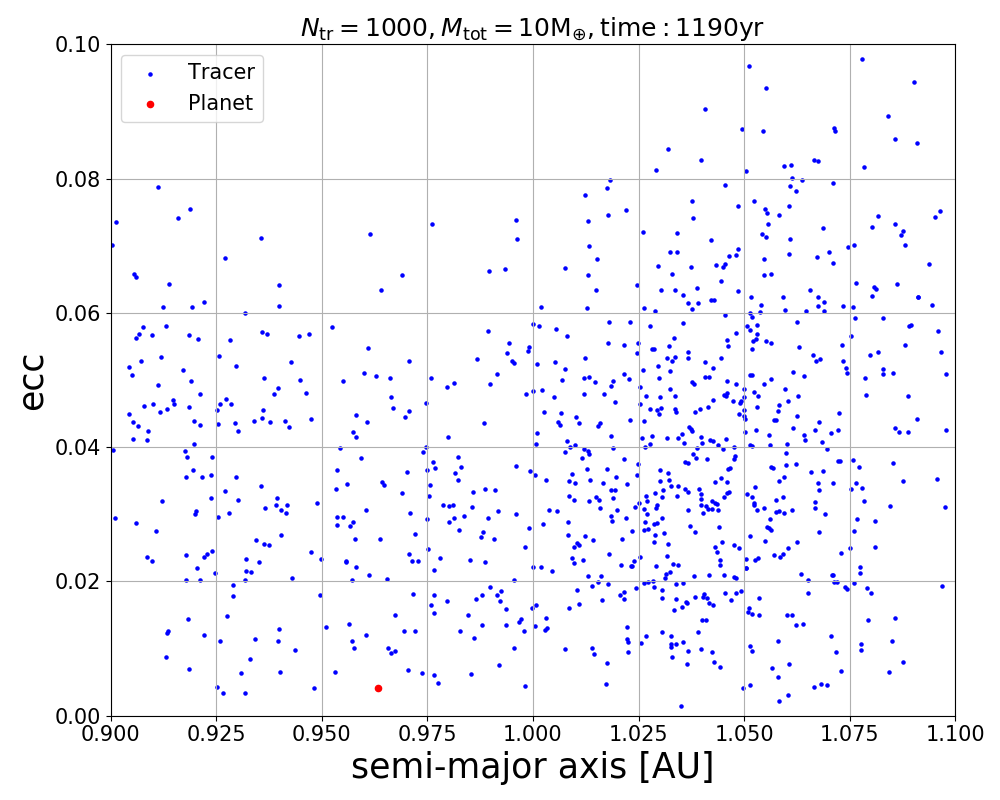 N_tr = 1000, M_tot = 10M_⊕, time : 1190yr
0.10
Tracer
Planet
0.08
0.06
ecc
0.04
0.02
0.00
0.900 0.925 0.950 0.975 1.000 1.025 1.050 1.075 1.100
semi-major axis [AU]